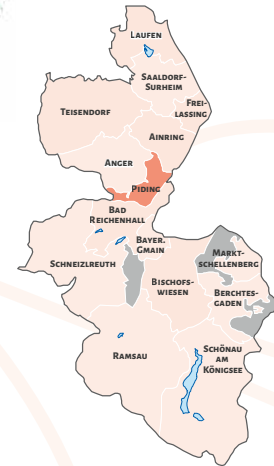 LAUFEN
SAALDORF-
SURHEIM
FREI-
LASSING
TEISENDORF
AINRING
ANGER
PIDING
BAD
REICHENHALL
BAYER.
GMAIN
MARKT-
SCHELLENBERG
SCHNEIZLREUTH
BISCHOFS-
WIESEN
BERCHTES-
GADEN
RAMSAU
SCHÖNAU
AM
KÖNIGSEE